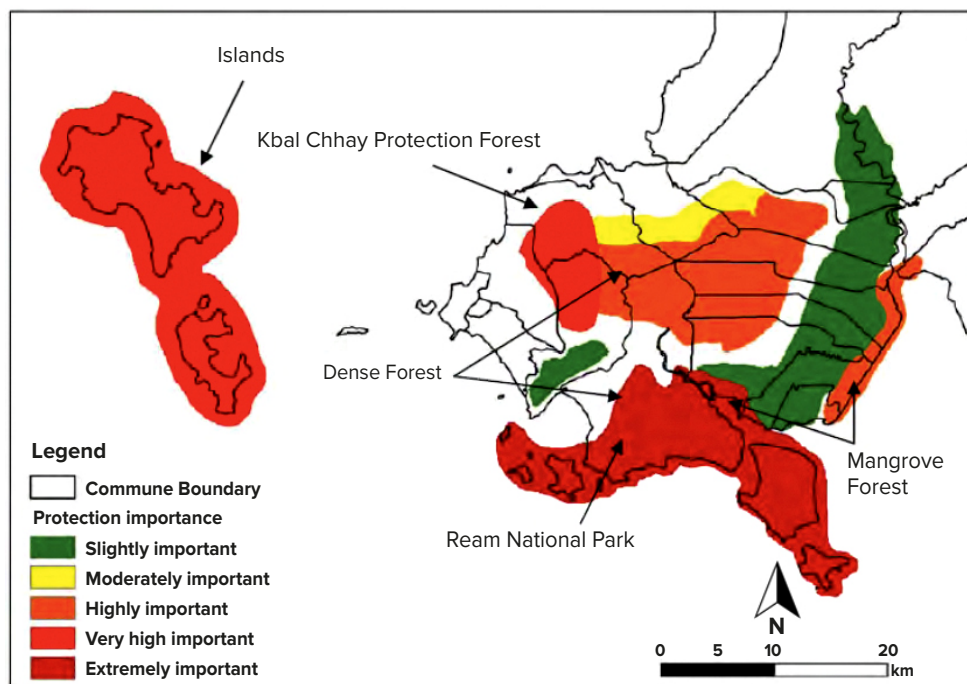 Islands
Kbal Chhay Protection Forest
Dense Forest
Mangrove
Forest
Ream National Park
Legend
Commune Boundary
Protection importance
Slightly important
Moderately important
Highly important
Very high important
Extremely important
N
0 5 10 20
km